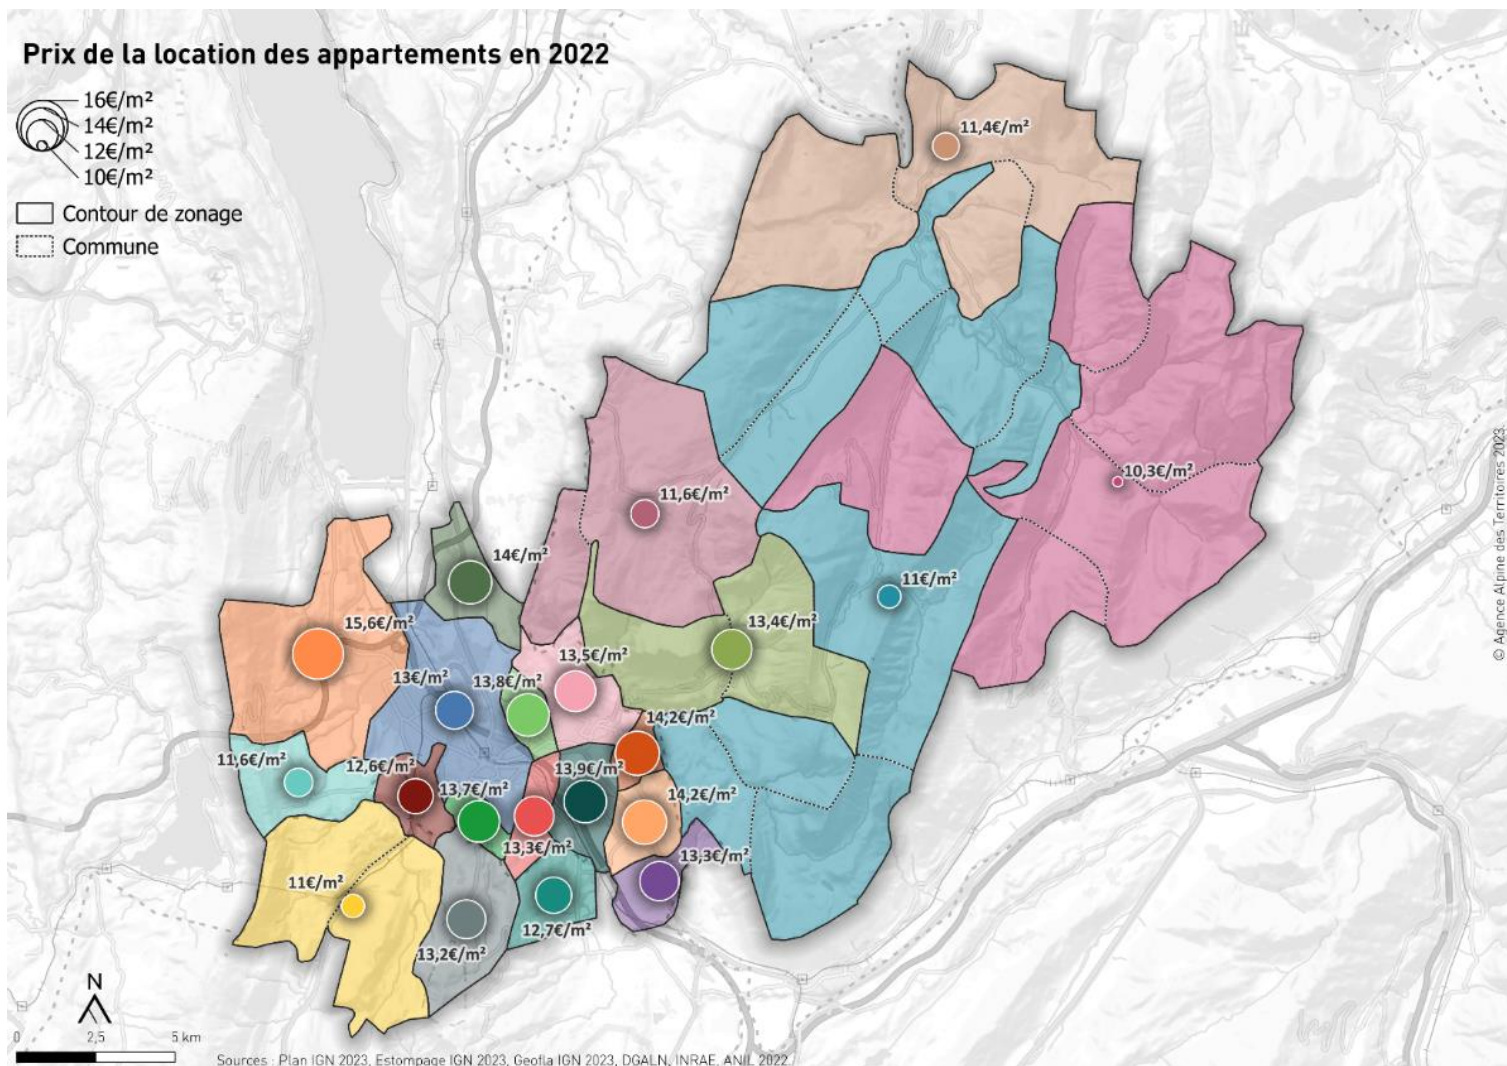 Prix de la location des appartements en 2022
16€/m²
14€/m²
12€/m²
10€/m²
Contour de zonage
Commune
11,4€/m²
10,3€/m²
11,6€/m²
14€/m²
11€/m²
15,6€/m²
13,4€/m²
13,5€/m²
13€/m²
13,8€/m²
14,2€/m²
11,6€/m²
12,6€/m²
13,9€/m²
13,7€/m²
14,2€/m²
13,3€/m²
13,3€/m²
11€/m²
12,7€/m²
13,2€/m²
N
0 2,5 5 km
Sources : Plan IGN 2023, Estompage IGN 2023, Geofla IGN 2023, DGALN, INRAE, ANIL 2022.
© Agence Alpine des Territoires 2023